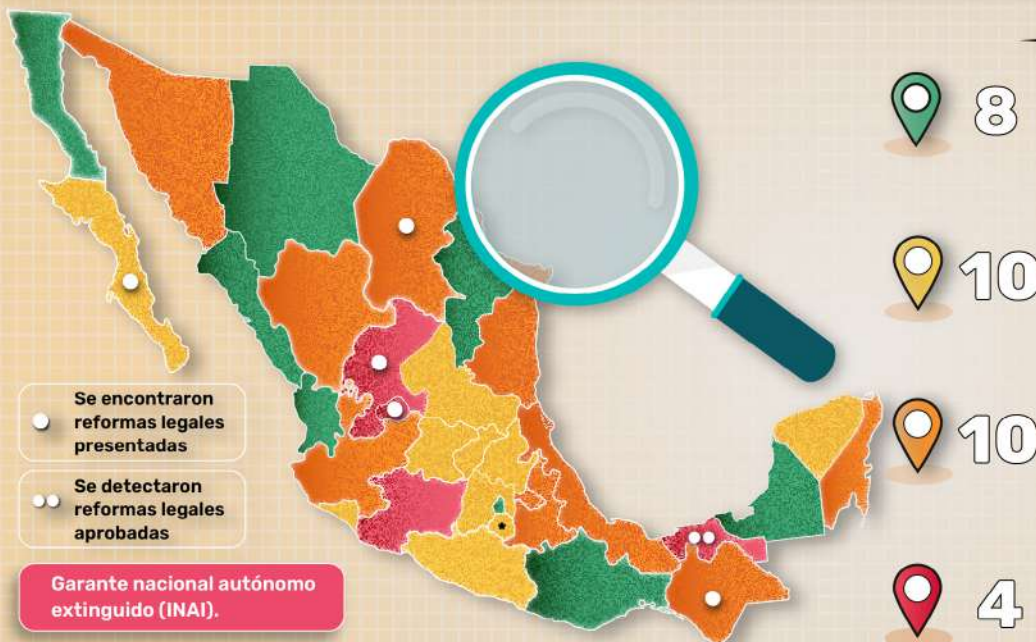 8
10
10
4
Se encontraron
reformas legales
presentadas
Se detectaron
reformas legales
aprobadas
Garante nacional autónomo
extinguido (INAI).